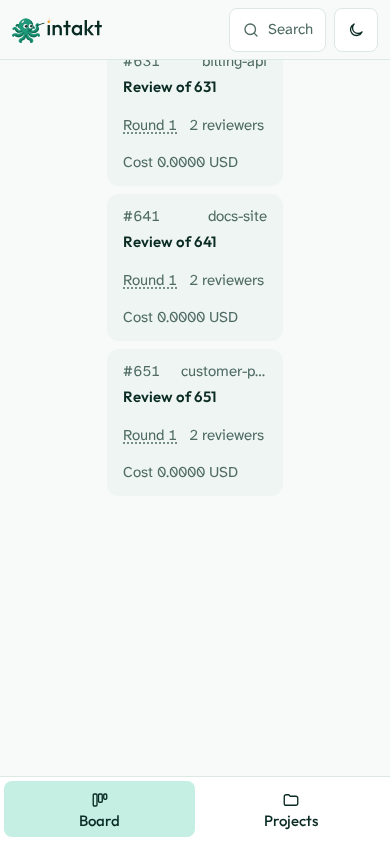 intakt
Search
#631 billing-api
Review of 631
Round 1 2 reviewers
Cost 0.0000 USD
#641 docs-site
Review of 641
Round 1 2 reviewers
Cost 0.0000 USD
#651 customer-p...
Review of 651
Round 1 2 reviewers
Cost 0.0000 USD
Board
Projects